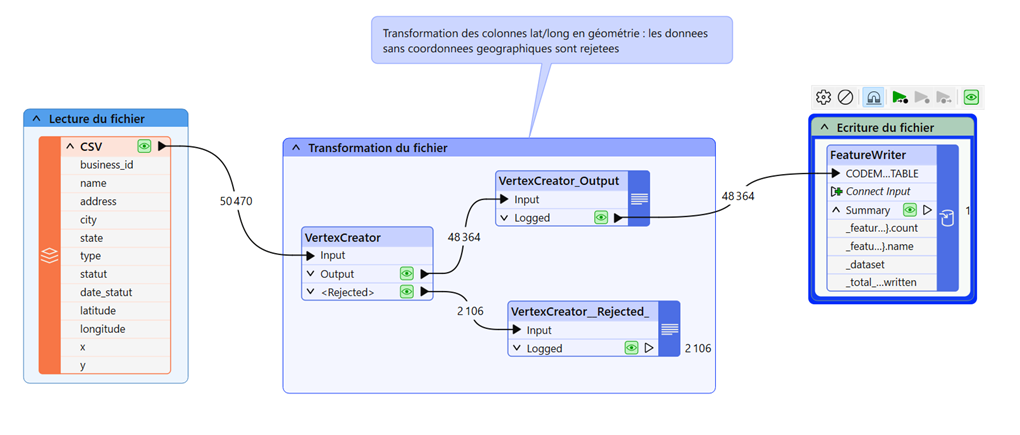 Transformation des colonnes lat/long en géométrie : les donnees
sans coordonnees geographiques sont rejetees
Lecture du fichier
CSV
business_id
name
address
city
state
type
statut
date_statut
latitude
longitude
x
y
50 470
Transformation du fichier
VertexCreator
Input
Output
<Rejected>
48 364
2 106
VertexCreator_Output
Input
Logged
VertexCreator__Rejected_
Input
Logged
2 106
48 364
Ecriture du fichier
FeatureWriter
CODEM...TABLE
Connect Input
Summary
1
_featur...}.count
_featu...}.name
_dataset
_total_...written